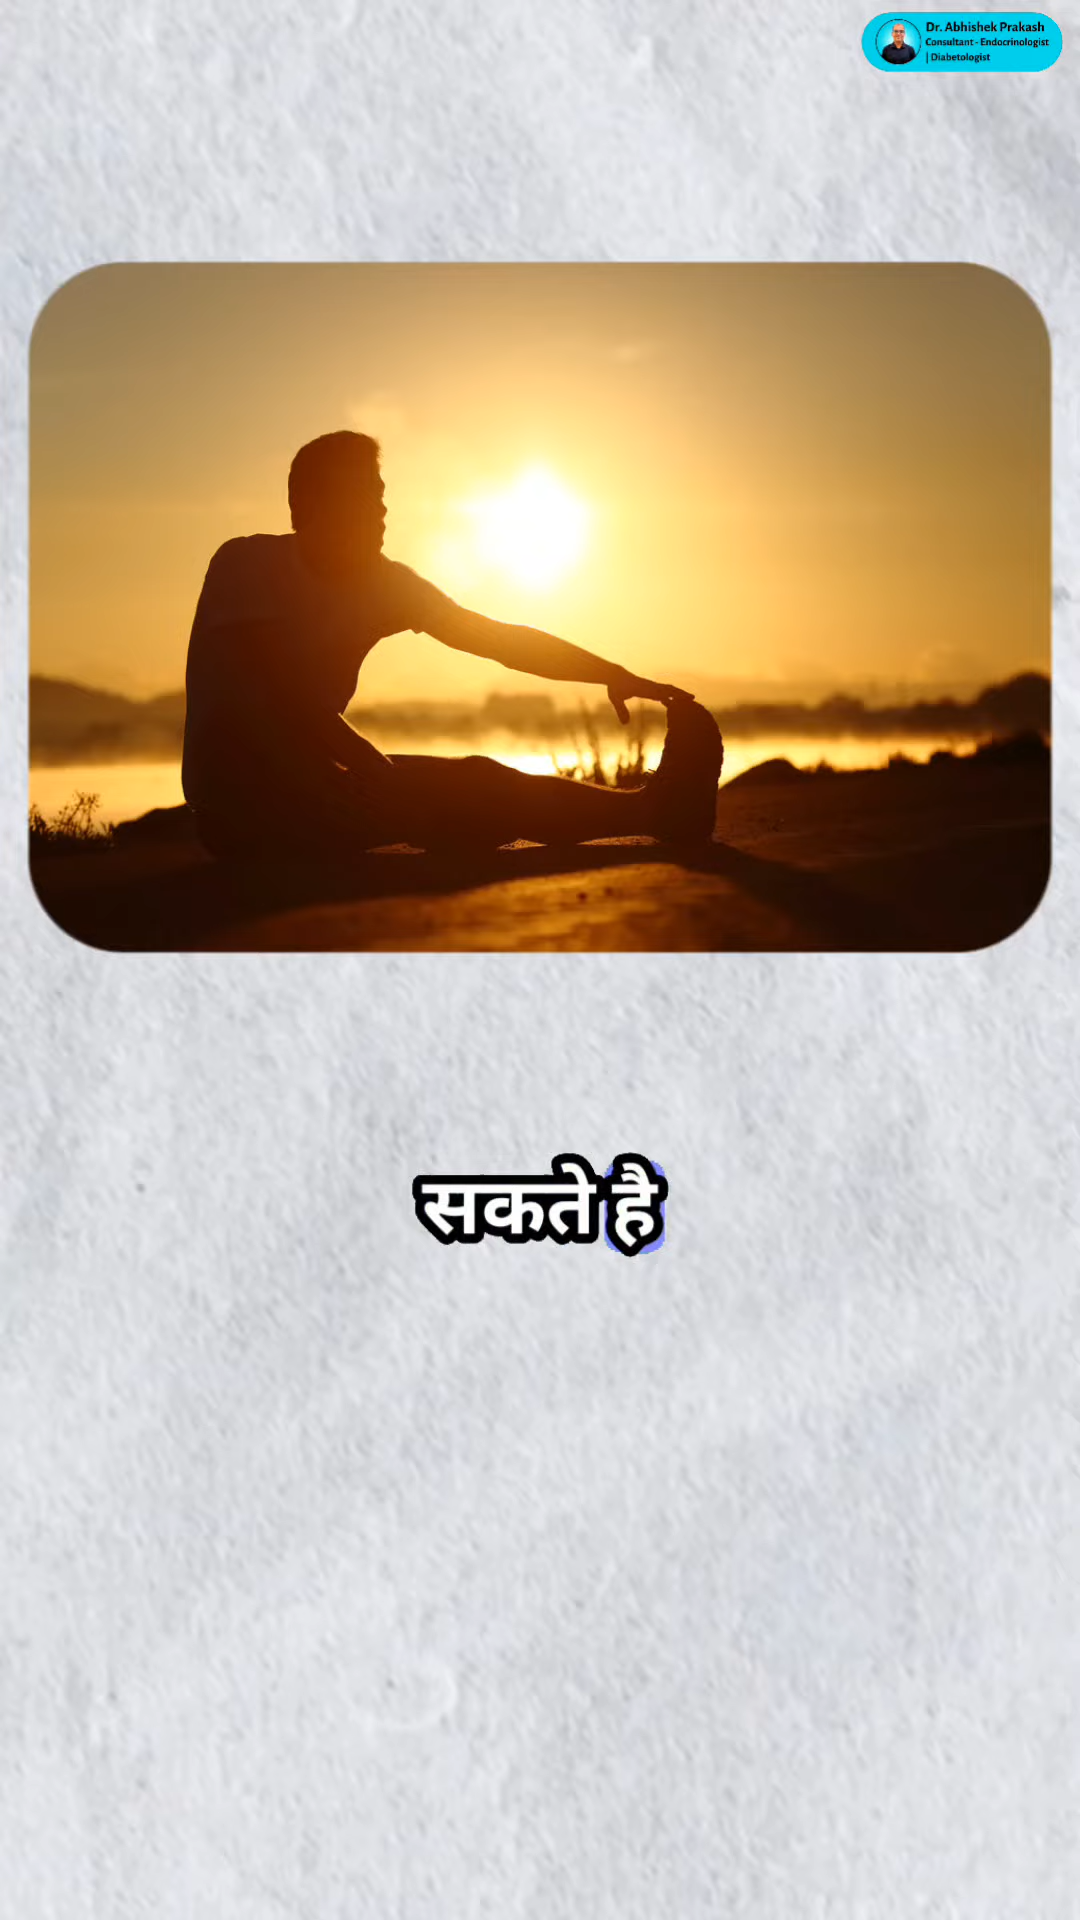 Dr. Abhishek Prakash
Consultant - Endocrinologist
| Diabetologist
सकते है